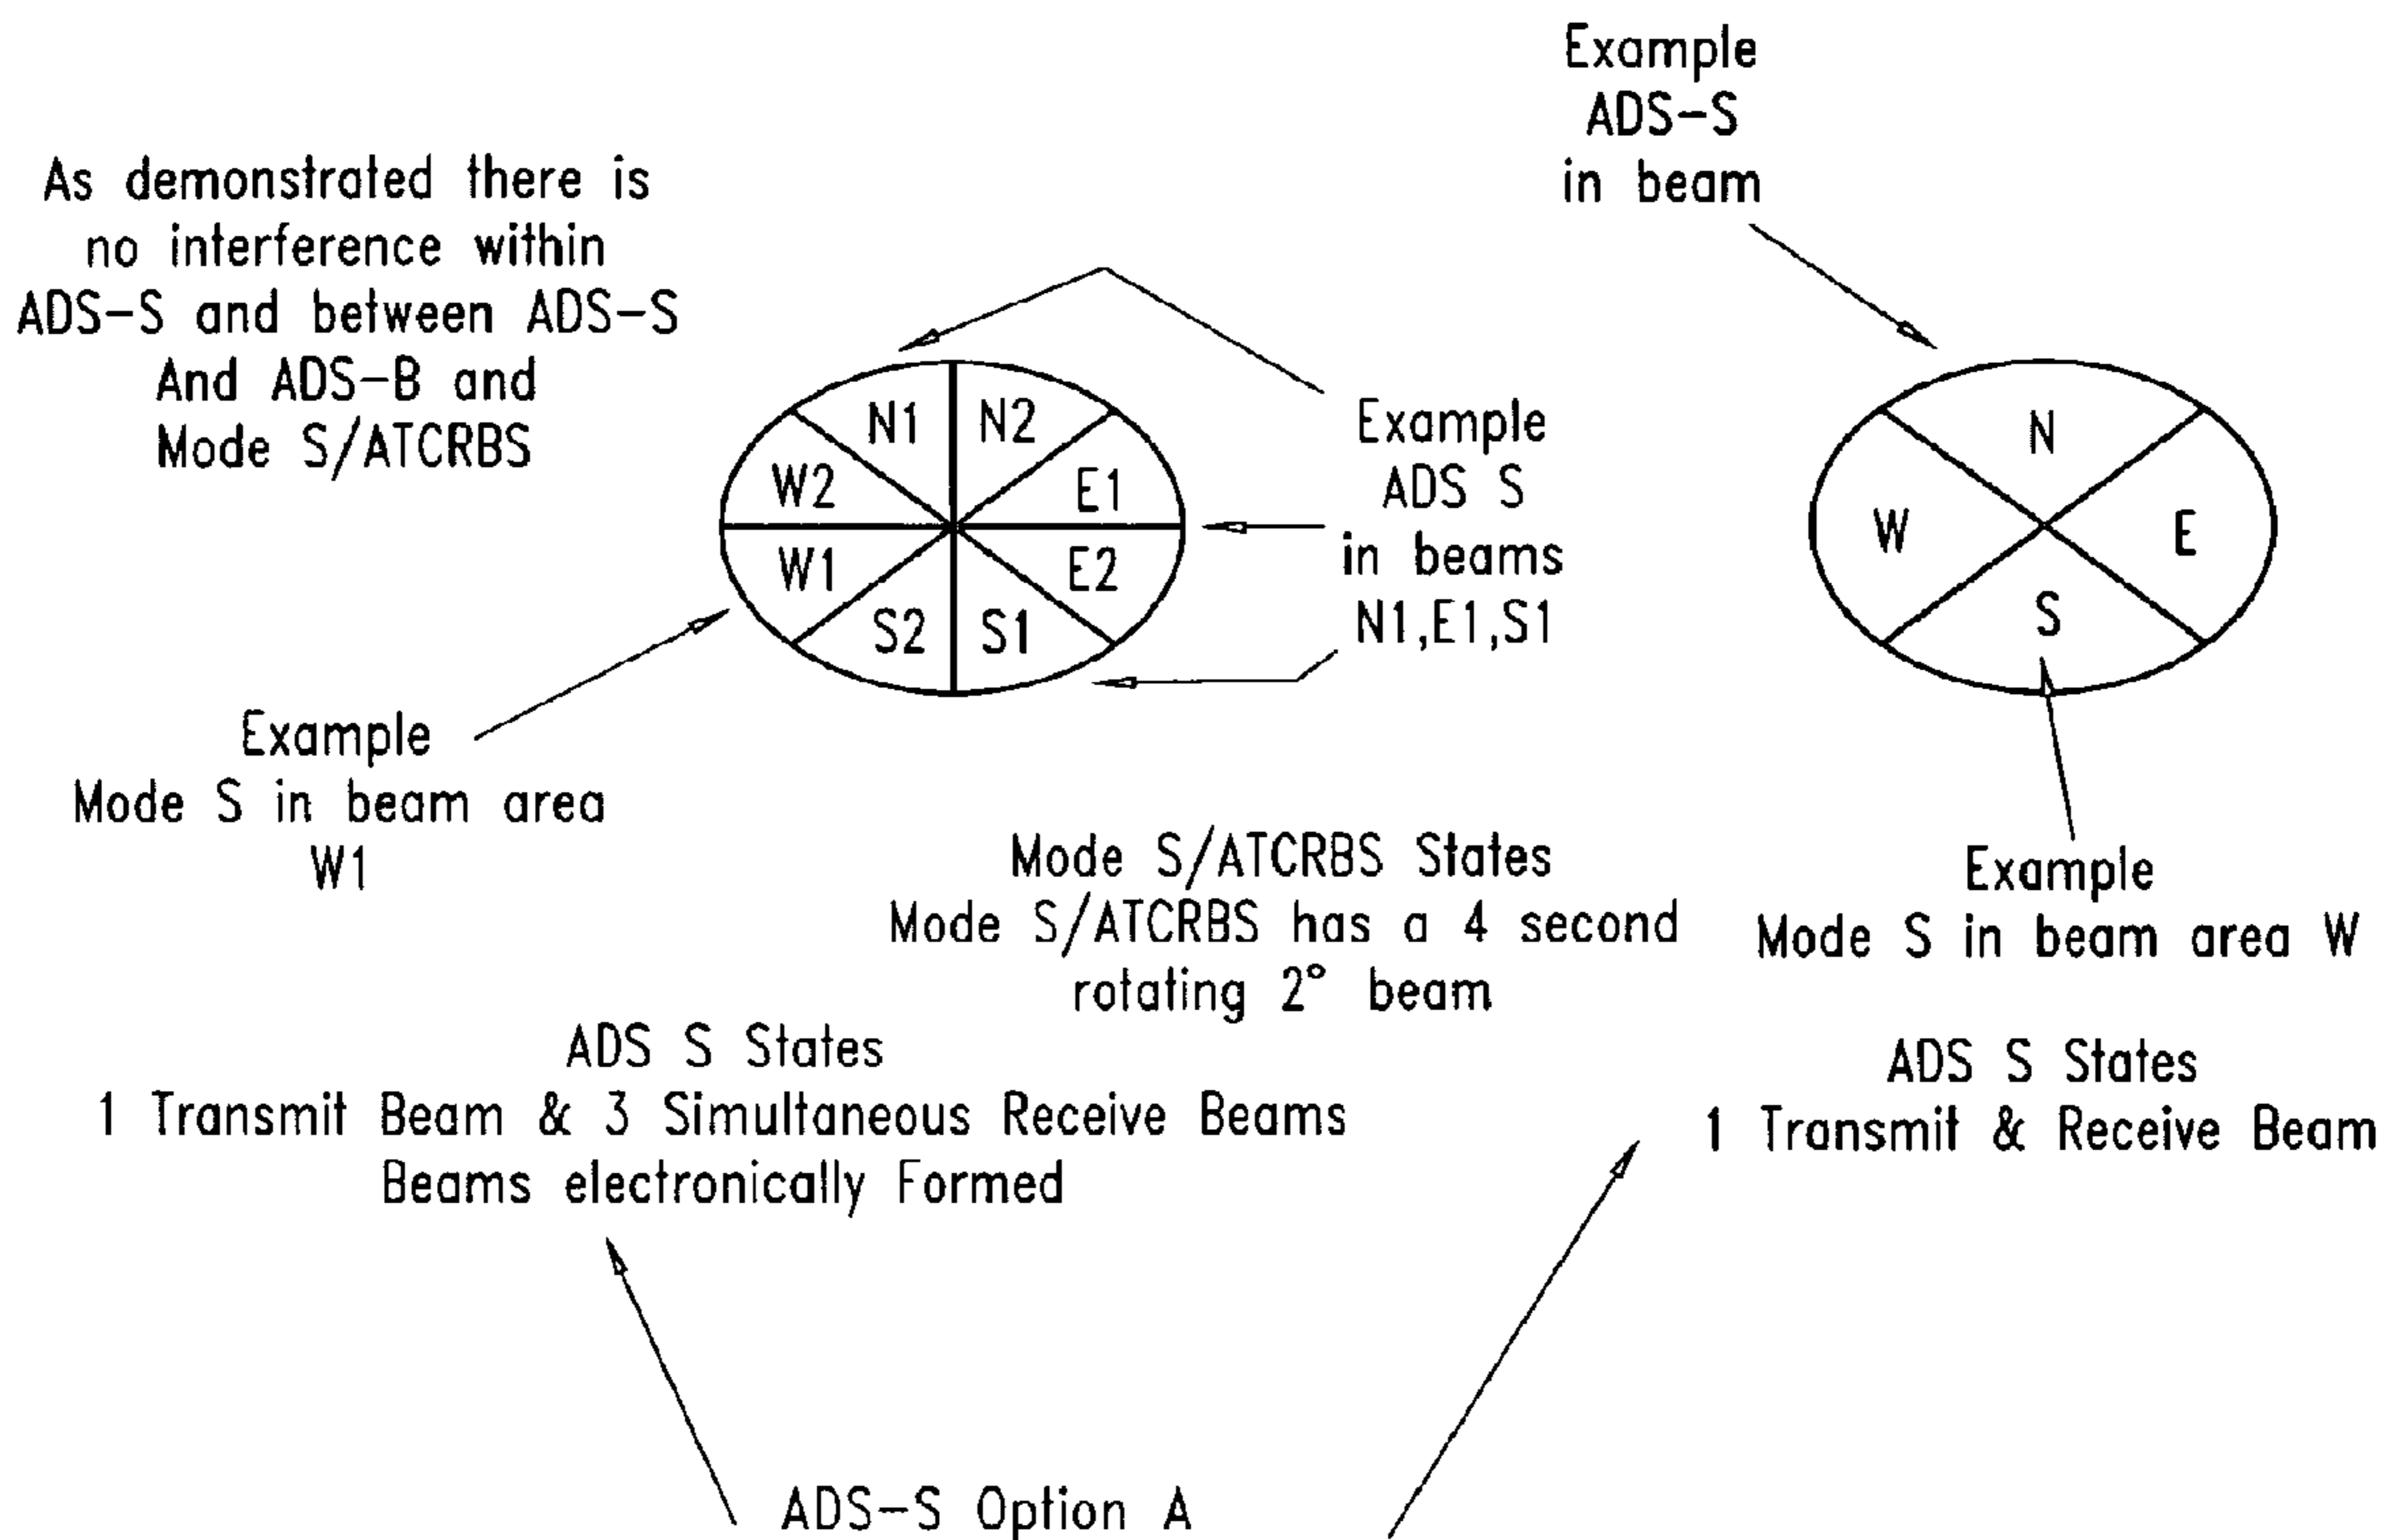 Example
ADS-S
in beam
As demonstrated there is
no interference within
ADS-S and between ADS-S
And ADS-B and
Mode S/ATCRBS
N1 N2
W2 E1
W1 E2
S2 S1
Example
ADS S
in beams
N1,E1,S1
N
W E
S
Example
Mode S in beam area
W1
Mode S/ATCRBS States
Mode S/ATCRBS has a 4 second
rotating 2° beam
Example
Mode S in beam area W
ADS S States
1 Transmit Beam & 3 Simultaneous Receive Beams
Beams electronically Formed
ADS S States
1 Transmit & Receive Beam
ADS-S Option A